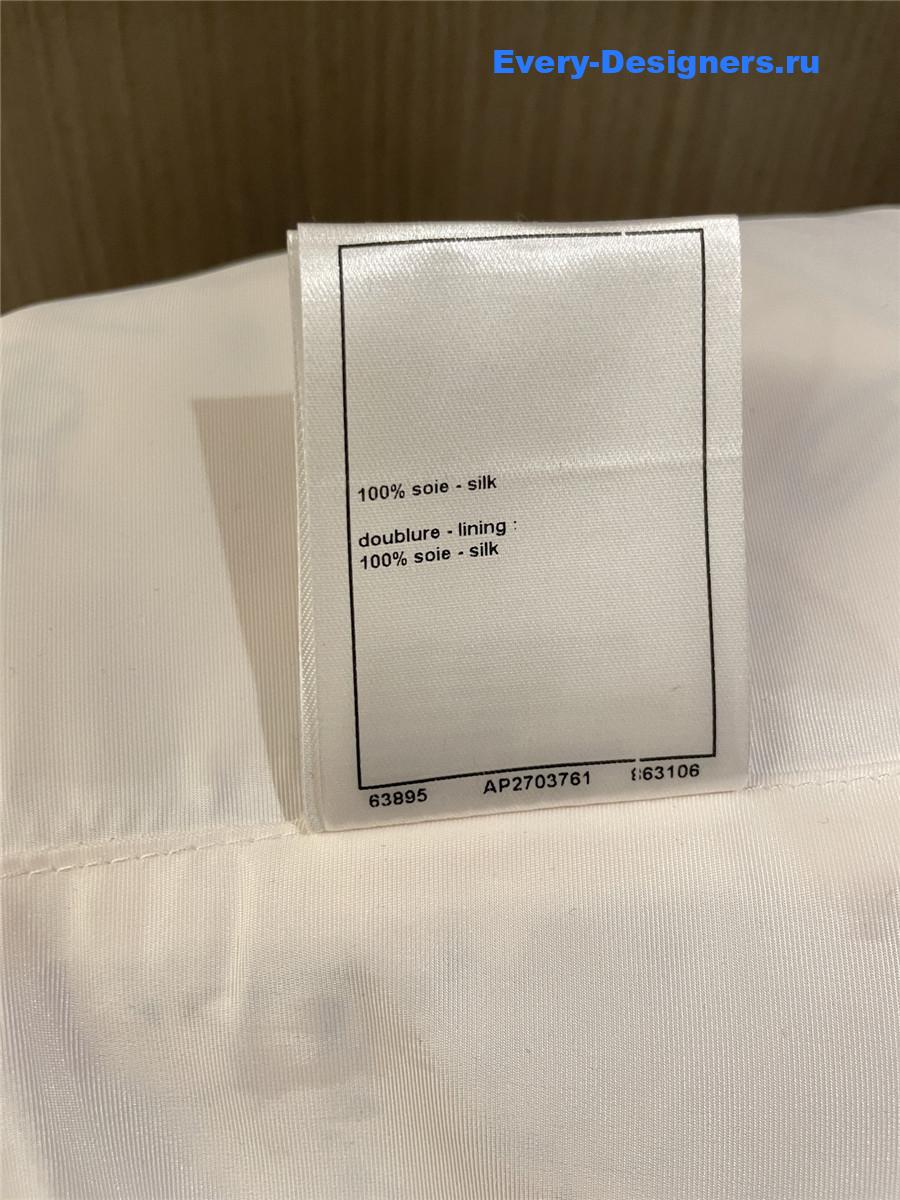 Every-Designers.ru
100% soie - silk
doublure - lining :
100% soie - silk
63895 AP2703761 863106